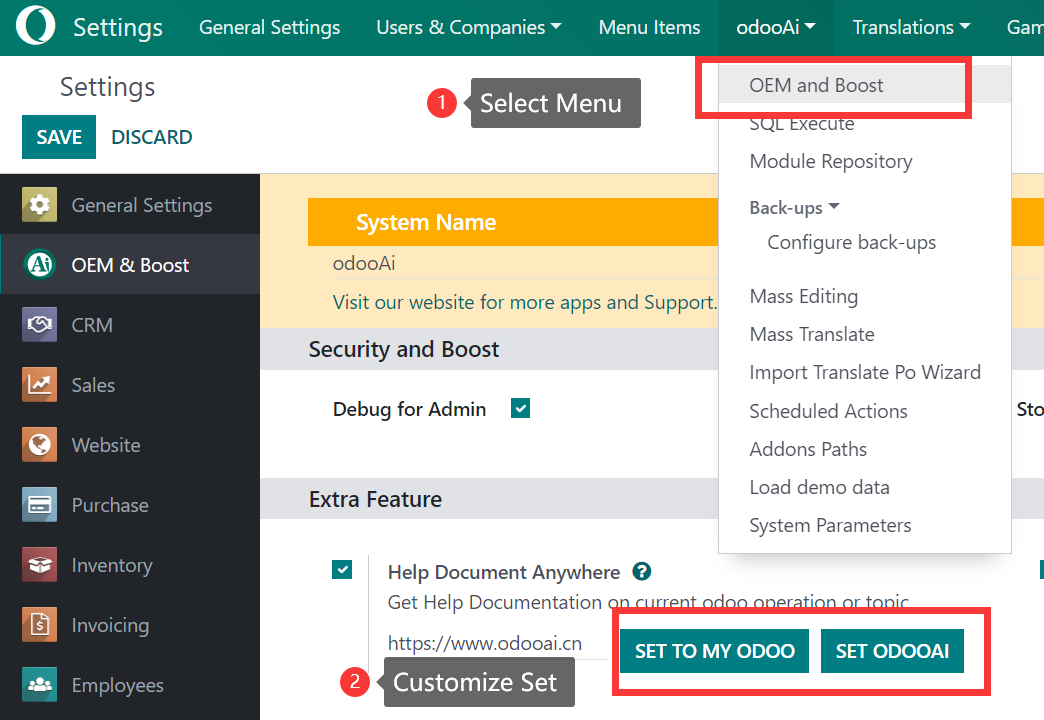 Settings General Settings Users & Companies Menu Items odooAi Translations Gam
Settings
1 Select Menu
OEM and Boost
SAVE DISCARD
SQL Execute
Module Repository
Back-ups
Configure back-ups
Mass Editing
Mass Translate
Import Translate Po Wizard
Scheduled Actions
Addons Paths
Load demo data
System Parameters
General Settings
OEM & Boost
CRM
Sales
Website
Purchase
Inventory
Invoicing
Employees
Ai
System Name
odooAi
Visit our website for more apps and Support.
Security and Boost
Debug for Admin
Sto
Extra Feature
Help Document Anywhere ?
Get Help Documentation on current odoo operation or topic
https://www.odooai.cn SET TO MY ODOO SET ODOOAI
2 Customize Set